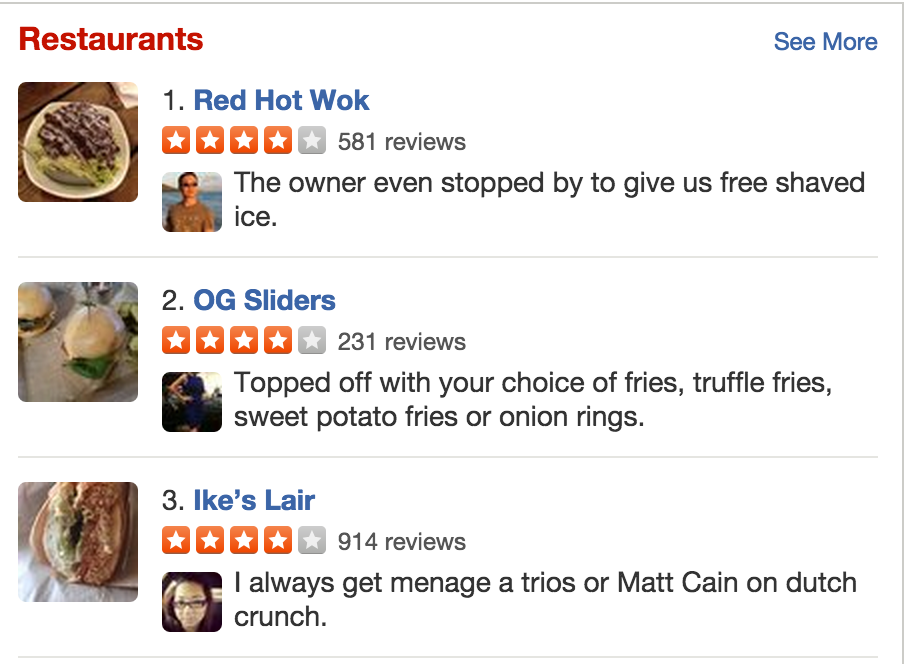 Restaurants
See More
1. Red Hot Wok
581 reviews
The owner even stopped by to give us free shaved
ice.
2. OG Sliders
231 reviews
Topped off with your choice of fries, truffle fries,
sweet potato fries or onion rings.
3. Ike’s Lair
914 reviews
I always get menage a trios or Matt Cain on dutch
crunch.